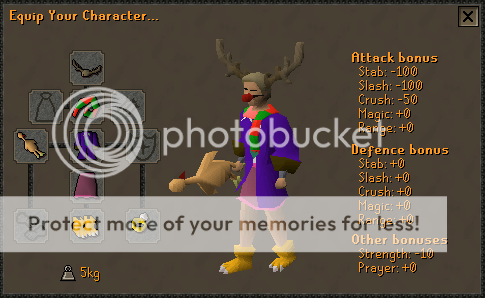 Equip Your Character...
Attack bonus
Stab: -100
Slash: -100
Crush: -50
Magic: +0
Range: +0
photobucket
Defence bonus
Stab: +0
Slash: +0
Crush: +0
Magic: +0
Range: +0
Protect more of your memories for less!
Other bonuses
Strength: -10
Prayer: +0
5kg